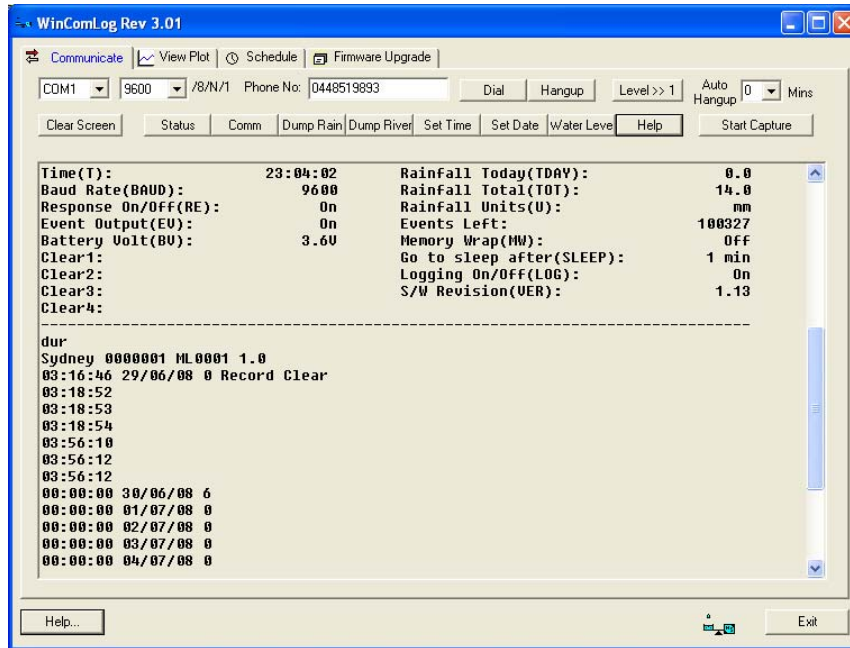 WinComLog Rev 3.01
Communicate View Plot Schedule Firmware Upgrade
COM1 9600 /8/N/1 Phone No: 0448519893 Dial Hangup Level >> 1 Auto Hangup 0 Mins
Clear Screen Status Comm Dump Rain Dump River Set Time Set Date Water Leve Help Start Capture
Time(T): 23:04:02 Rainfall Today(TDAY): 0.0
Baud Rate(BAUD): 9600 Rainfall Total(TOT): 14.0
Response On/Off(RE): On Rainfall Units(U): mm
Event Output(EV): On Events Left: 100327
Battery Volt(BV): 3.6V Memory Wrap(MW): Off
Clear1: Go to sleep after(SLEEP): 1 min
Clear2: Logging On/Off(LOG): On
Clear3: S/W Revision(VER): 1.13
Clear4:
--------------------------------------------------------------------------------
dur
Sydney 0000001 ML0001 1.0
03:16:46 29/06/08 0 Record Clear
03:18:52
03:18:53
03:18:54
03:56:10
03:56:12
03:56:12
00:00:00 30/06/08 6
00:00:00 01/07/08 0
00:00:00 02/07/08 0
00:00:00 03/07/08 0
00:00:00 04/07/08 0
Help... Exit